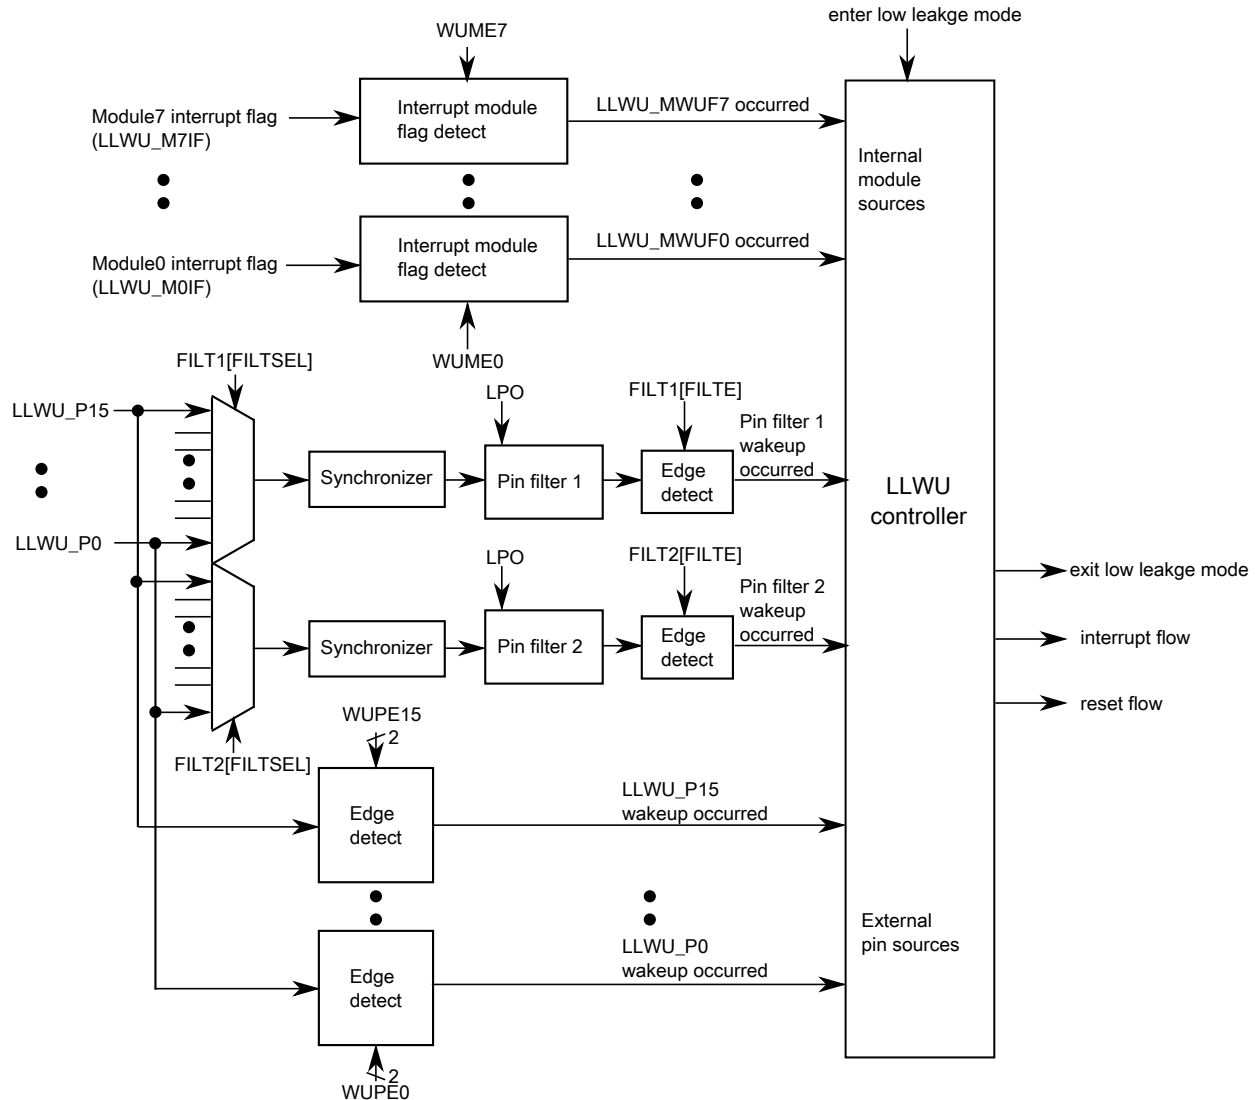 enter low leakge mode
WUME7
Module7 interrupt flag
(LLWU_M7IF)
Interrupt module
flag detect
LLWU_MWUF7 occurred
Internal
module
sources
Module0 interrupt flag
(LLWU_M0IF)
Interrupt module
flag detect
LLWU_MWUF0 occurred
WUME0
FILT1[FILTSEL]
LLWU_P15
LLWU_P0
Synchronizer
LPO
Pin filter 1
FILT1[FILTE]
Edge
detect
Pin filter 1
wakeup
occurred
LLWU
controller
Synchronizer
LPO
Pin filter 2
FILT2[FILTE]
Edge
detect
Pin filter 2
wakeup
occurred
exit low leakge mode
interrupt flow
reset flow
FILT2[FILTSEL]
WUPE15
2
Edge
detect
LLWU_P15
wakeup occurred
Edge
detect
LLWU_P0
wakeup occurred
External
pin sources
2
WUPE0